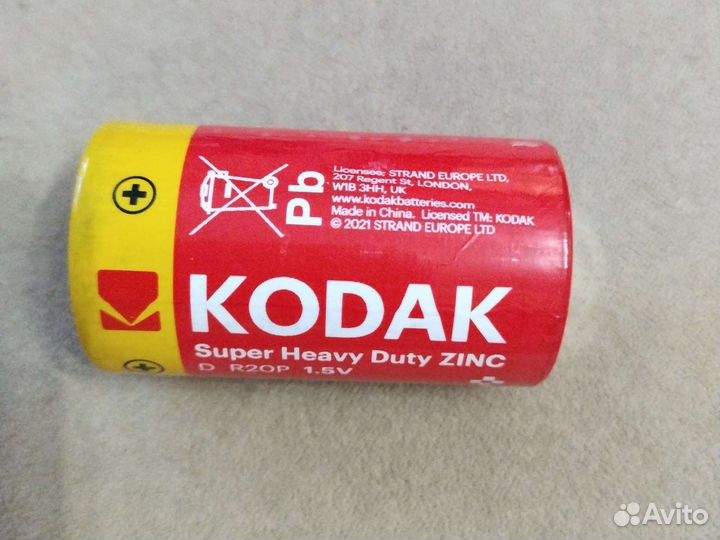 Pb
Licensee, STRAND EUROPE LTD,
207 Regent St, LONDON,
W1B 3HH, UK
www.kodakbatteries.com
Made in China. Licensed TM: KODAK
© 2021 STRAND EUROPE LTD
KODAK
Super Heavy Duty ZINC
D R20P 1.5V
Avito